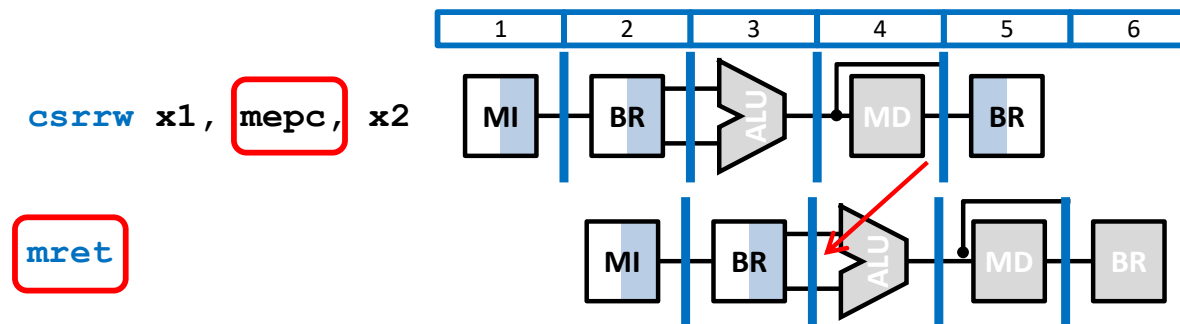 1 2 3 4 5 6
csrrw x1, mepc, x2 MI BR ALU MD BR
mret MI BR ALU MD BR